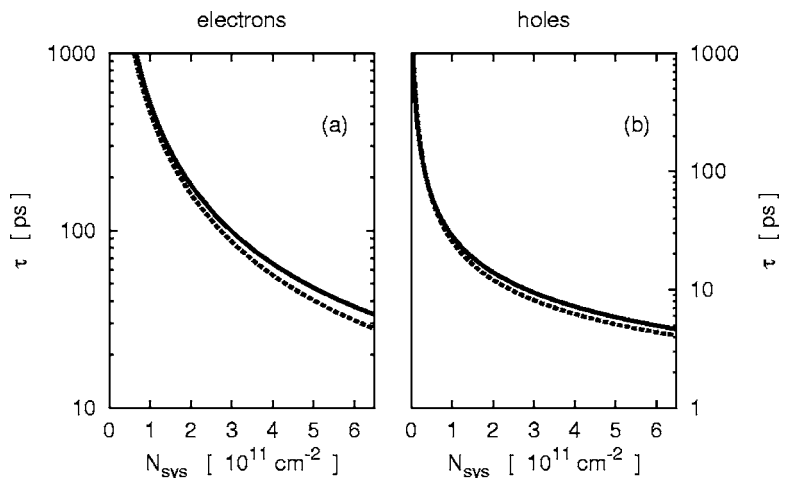 electrons
holes
1000
100
10
τ [ ps ]
(a)
0 1 2 3 4 5 6
N_sys [ 10^11 cm^-2 ]
(b)
1000
100
10
1
τ [ ps ]
0 1 2 3 4 5 6
N_sys [ 10^11 cm^-2 ]